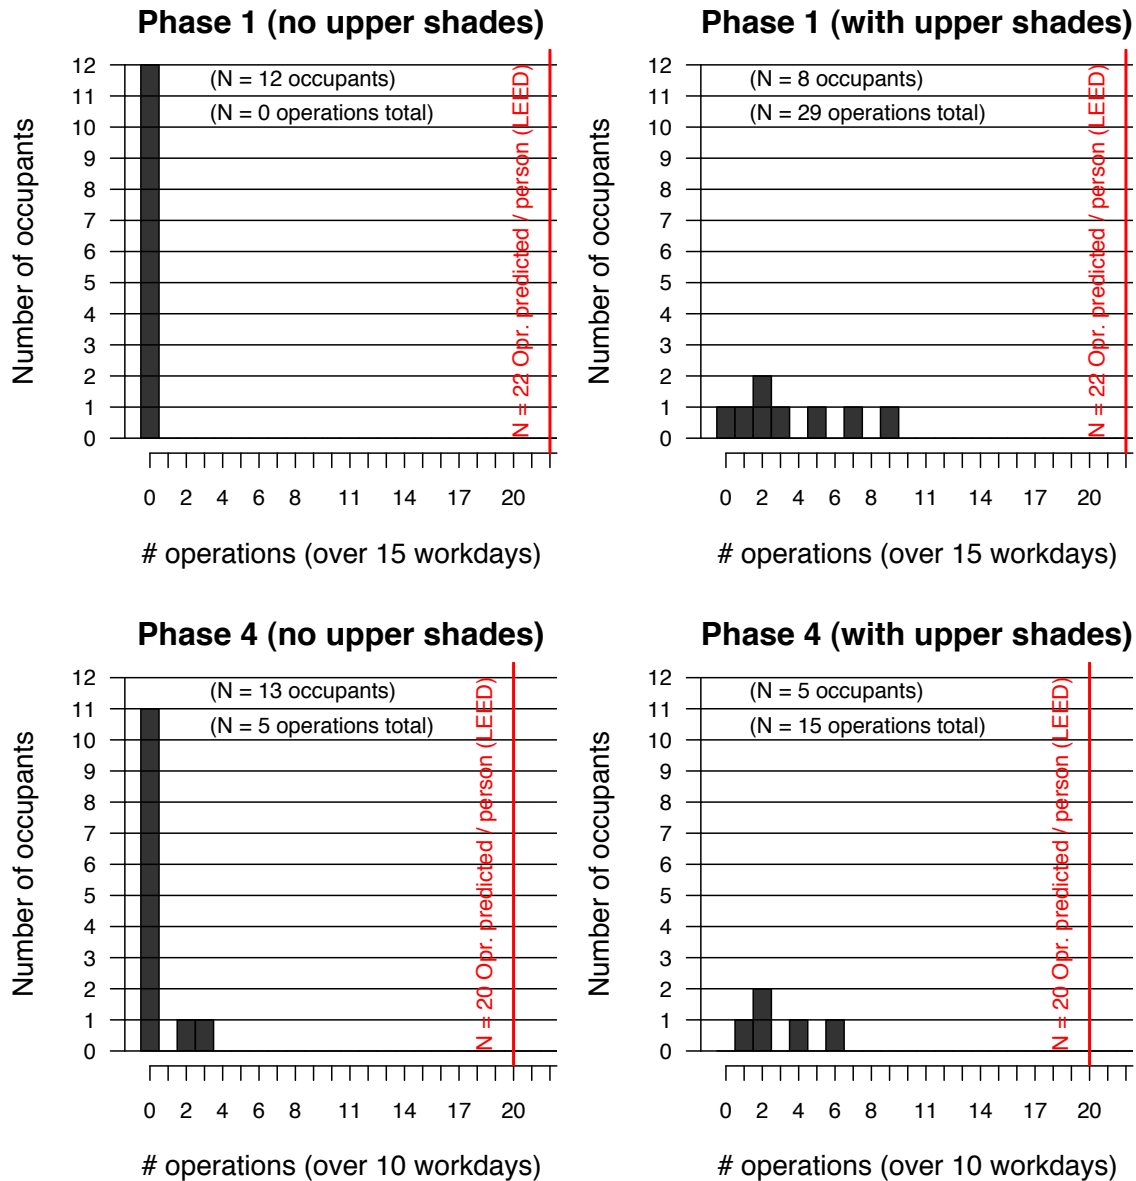 Phase 1 (no upper shades)
Number of occupants
12
11
10
9
8
7
6
5
4
3
2
1
0
(N = 12 occupants)
(N = 0 operations total)
N = 22 Opr. predicted / person (LEED)
0 2 4 6 8 11 14 17 20
# operations (over 15 workdays)
Phase 1 (with upper shades)
Number of occupants
12
11
10
9
8
7
6
5
4
3
2
1
0
(N = 8 occupants)
(N = 29 operations total)
N = 22 Opr. predicted / person (LEED)
0 2 4 6 8 11 14 17 20
# operations (over 15 workdays)
Phase 4 (no upper shades)
Number of occupants
12
11
10
9
8
7
6
5
4
3
2
1
0
(N = 13 occupants)
(N = 5 operations total)
N = 20 Opr. predicted / person (LEED)
0 2 4 6 8 11 14 17 20
# operations (over 10 workdays)
Phase 4 (with upper shades)
Number of occupants
12
11
10
9
8
7
6
5
4
3
2
1
0
(N = 5 occupants)
(N = 15 operations total)
N = 20 Opr. predicted / person (LEED)
0 2 4 6 8 11 14 17 20
# operations (over 10 workdays)